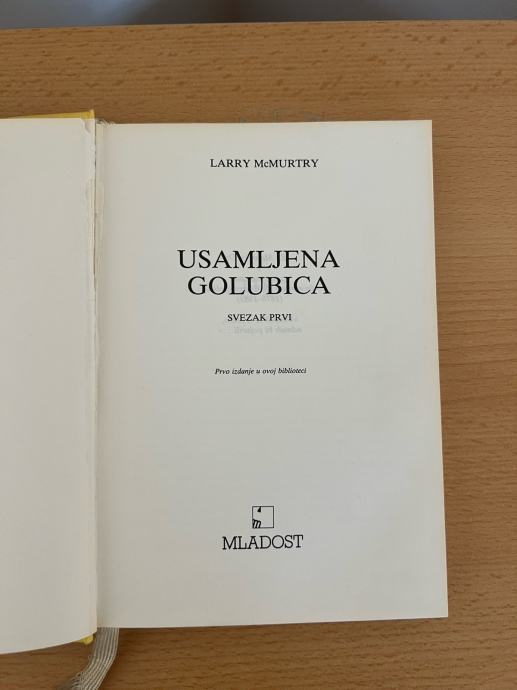 LARRY McMURTRY
USAMLJENA
GOLUBICA
SVEZAK PRVI
Prvo izdanje u ovoj biblioteci
MLADOST